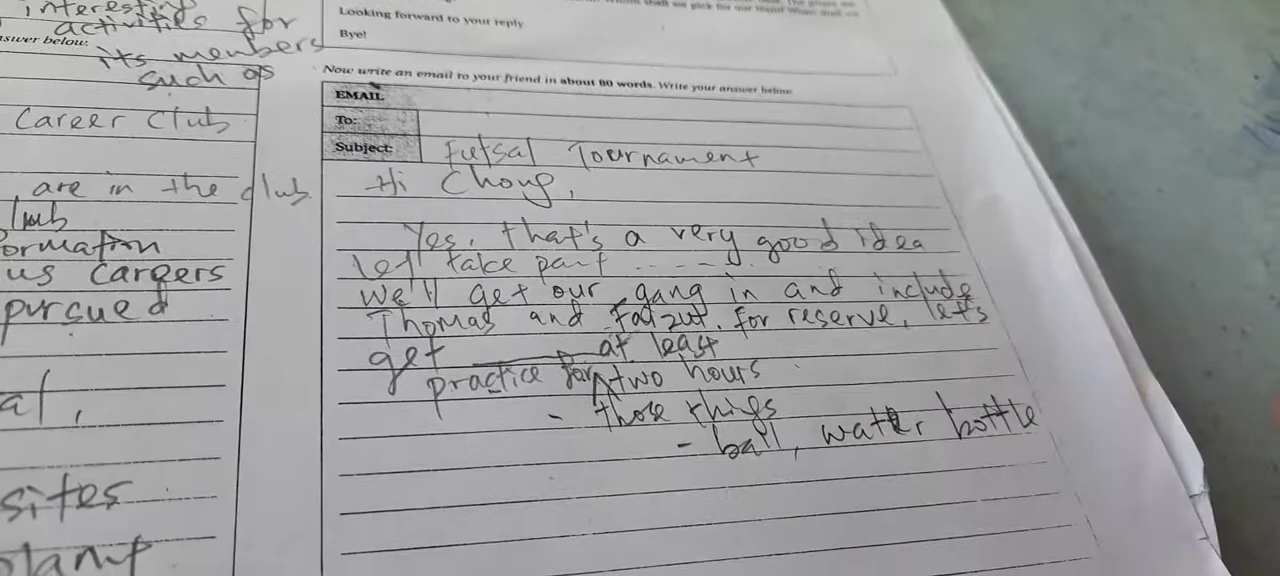 interesting
activities for
its members
such as
Career Club
are in the club.
ormation
us careers
pursued
al,
sites
Looking forward to your reply
Bye!
Now write an email to your friend in about 80 words. Write your answer below.
EMAIL
To:
Subject: Futsal Tournament
Hi Chong,
Yes, that's a very good idea
let' take part ......
We'll get our gang in and include
Thomas and for reserve, let's
get ______ at least
practice for two hours
- those things
- ball, water bottle